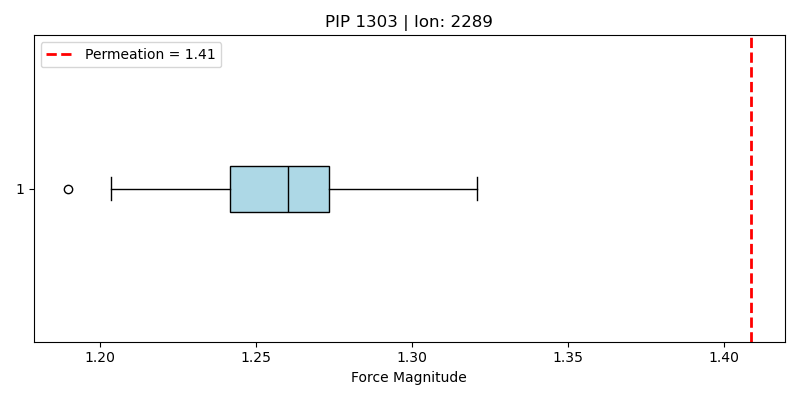 PIP 1303 | Ion: 2289
Permeation = 1.41
1
1.20 1.25 1.30 1.35 1.40
Force Magnitude